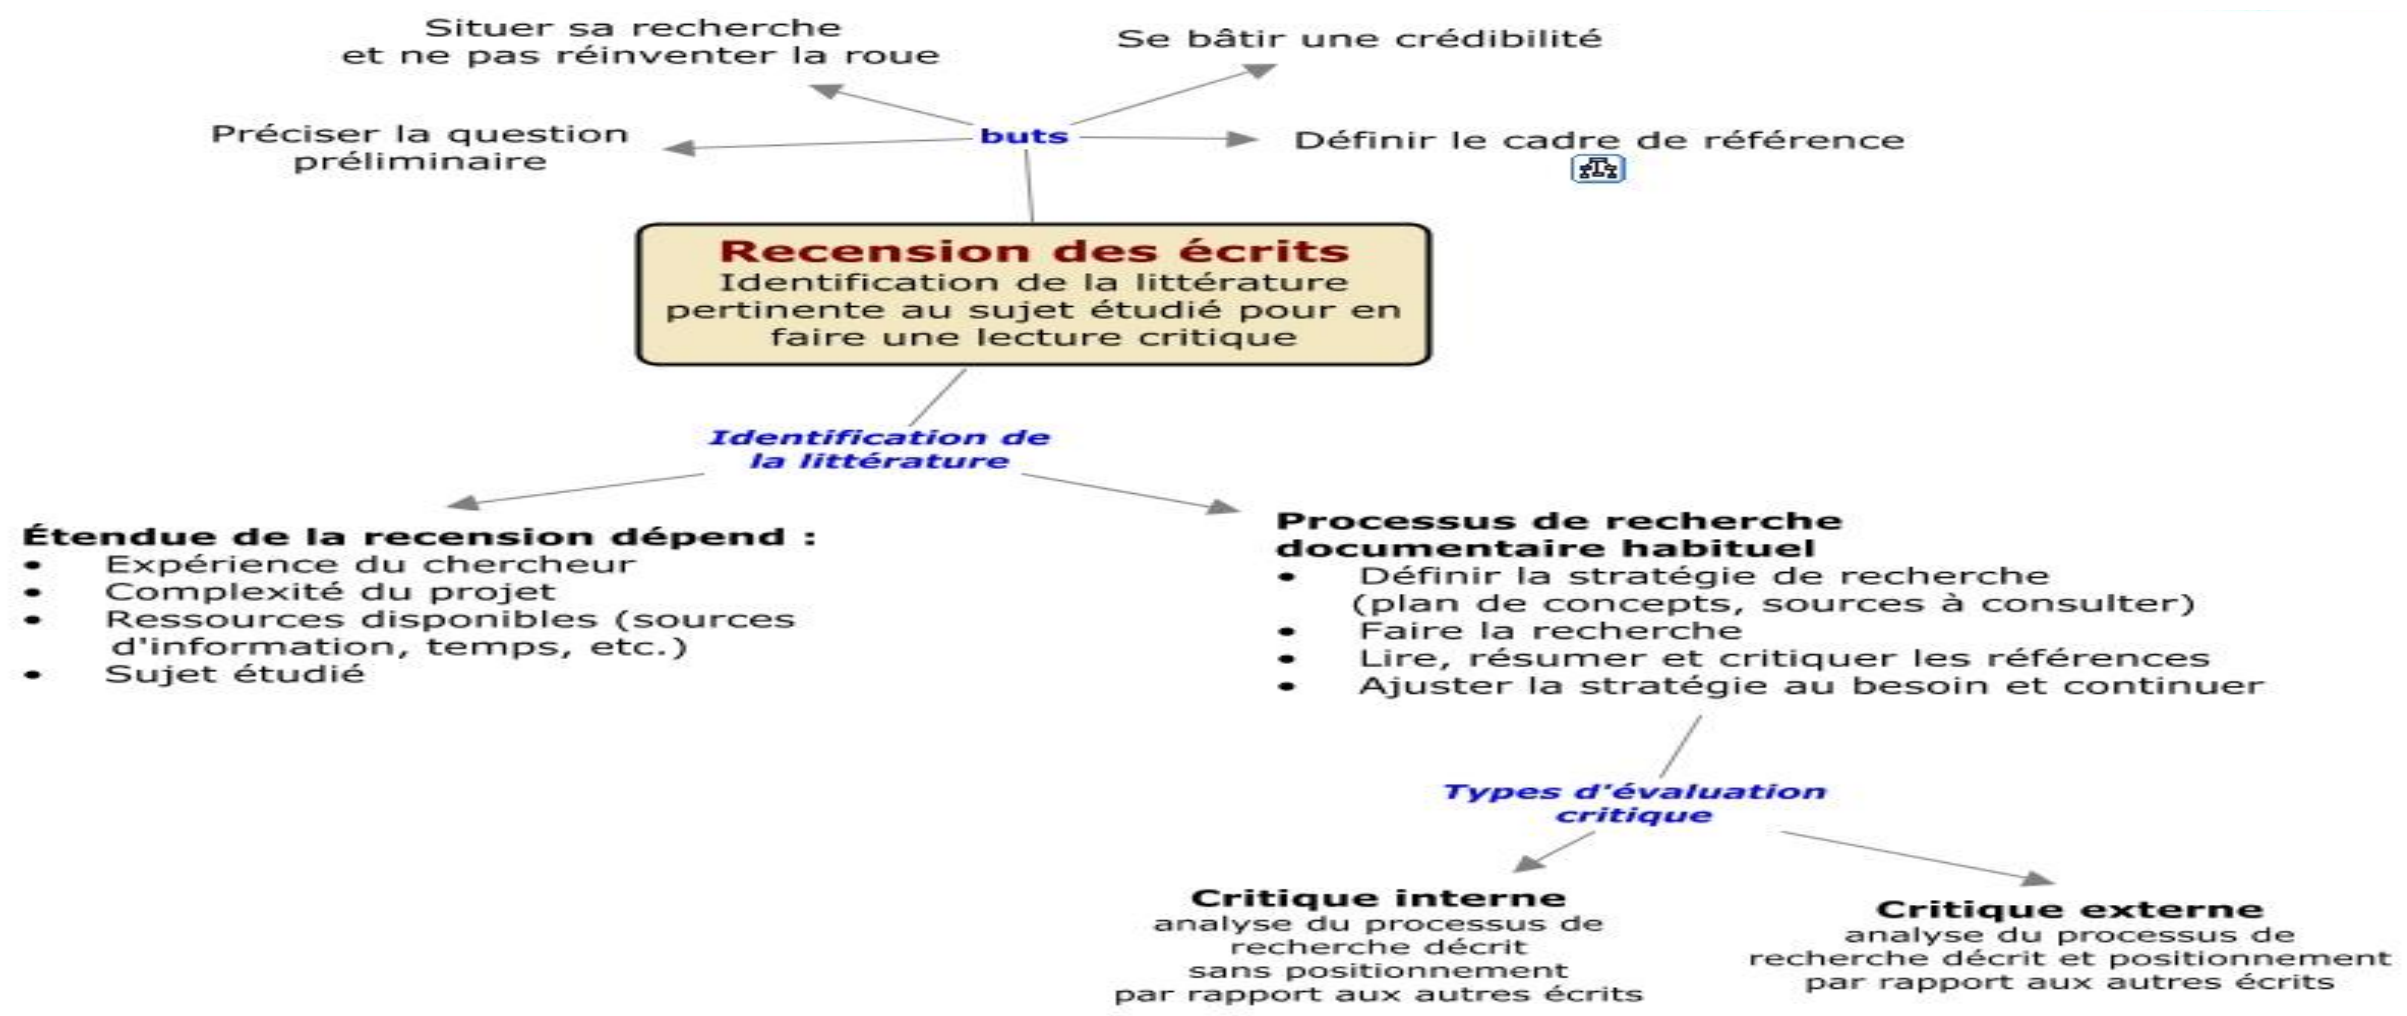 Situer sa recherche
et ne pas réinventer la roue
Se bâtir une crédibilité
Préciser la question
préliminaire
buts
Définir le cadre de référence
Recension des écrits
Identification de la littérature
pertinente au sujet étudié pour en
faire une lecture critique
Identification de
la littérature
Étendue de la recension dépend :
• Expérience du chercheur
• Complexité du projet
• Ressources disponibles (sources
d'information, temps, etc.)
• Sujet étudié
Processus de recherche
documentaire habituel
• Définir la stratégie de recherche
(plan de concepts, sources à consulter)
• Faire la recherche
• Lire, résumer et critiquer les références
• Ajuster la stratégie au besoin et continuer
Types d'évaluation
critique
Critique interne
analyse du processus de
recherche décrit
sans positionnement
par rapport aux autres écrits
Critique externe
analyse du processus de
recherche décrit et positionnement
par rapport aux autres écrits